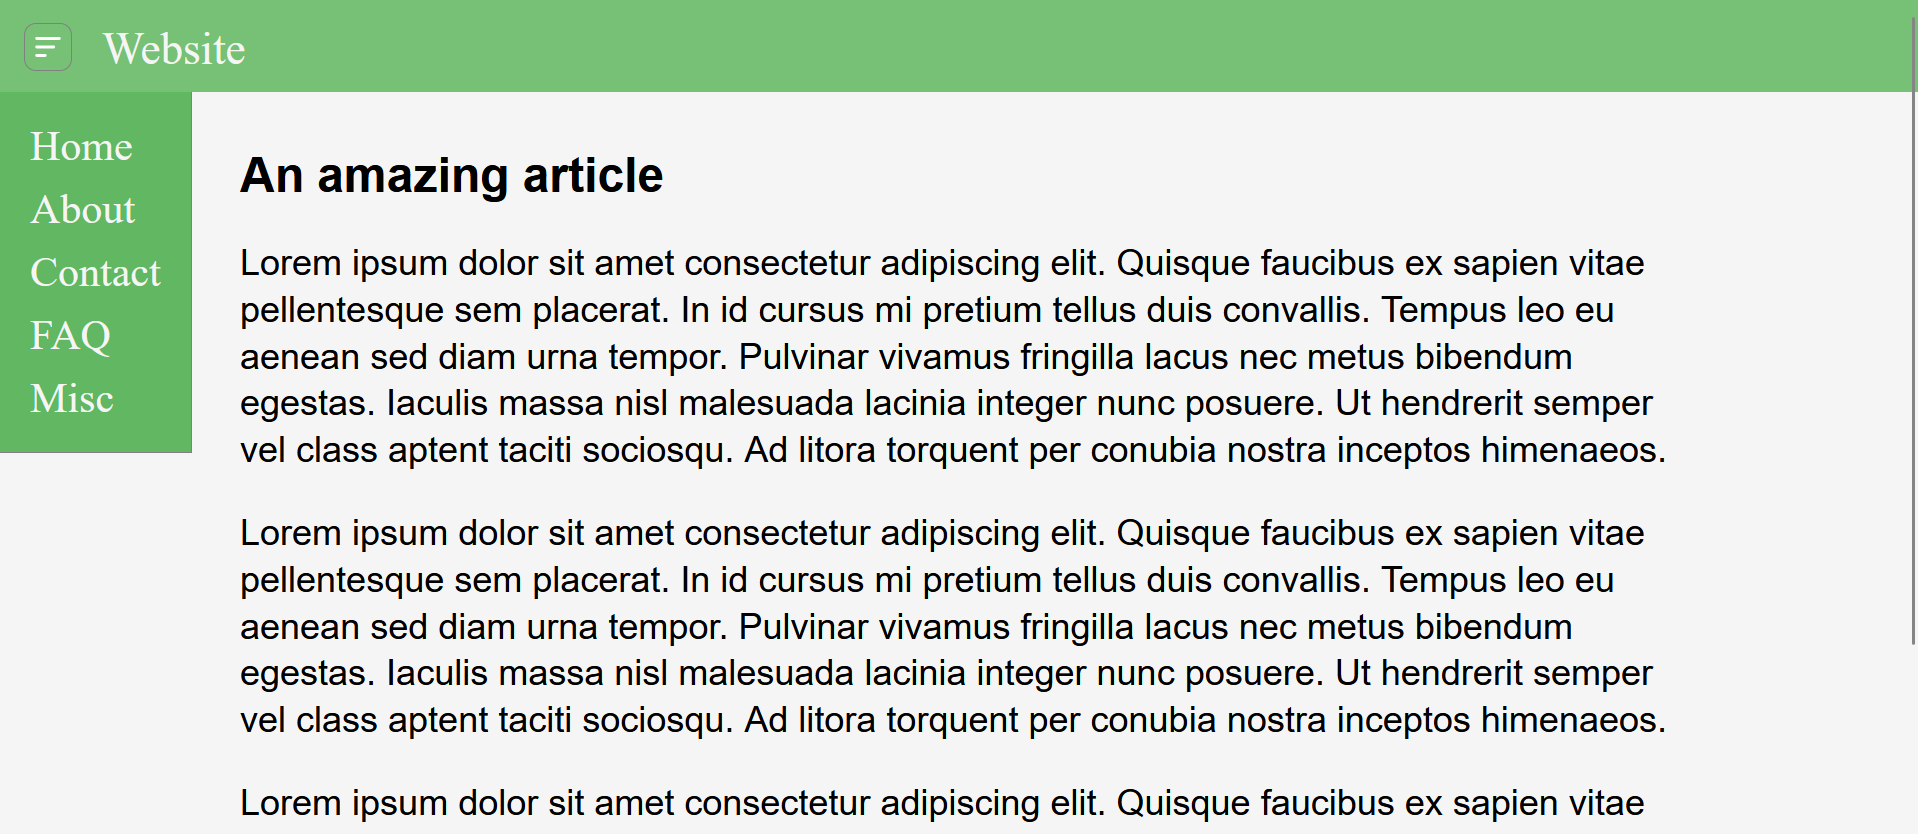 Website
Home
About
Contact
FAQ
Misc
An amazing article
Lorem ipsum dolor sit amet consectetur adipiscing elit. Quisque faucibus ex sapien vitae
pellentesque sem placerat. In id cursus mi pretium tellus duis convallis. Tempus leo eu
aenean sed diam urna tempor. Pulvinar vivamus fringilla lacus nec metus bibendum
egestas. Iaculis massa nisl malesuada lacinia integer nunc posuere. Ut hendrerit semper
vel class aptent taciti sociosqu. Ad litora torquent per conubia nostra inceptos himenaeos.
Lorem ipsum dolor sit amet consectetur adipiscing elit. Quisque faucibus ex sapien vitae
pellentesque sem placerat. In id cursus mi pretium tellus duis convallis. Tempus leo eu
aenean sed diam urna tempor. Pulvinar vivamus fringilla lacus nec metus bibendum
egestas. Iaculis massa nisl malesuada lacinia integer nunc posuere. Ut hendrerit semper
vel class aptent taciti sociosqu. Ad litora torquent per conubia nostra inceptos himenaeos.
Lorem ipsum dolor sit amet consectetur adipiscing elit. Quisque faucibus ex sapien vitae